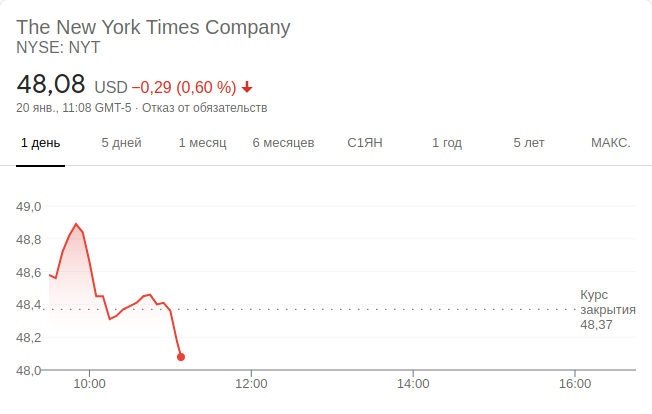 The New York Times Company
NYSE: NYT
48,08 USD −0,29 (0,60 %)
20 янв., 11:08 GMT-5 · Отказ от обязательств
1 день 5 дней 1 месяц 6 месяцев С1ЯН 1 год 5 лет МАКС.
49,0
48,8
48,6
48,4
48,2
48,0
Курс
закрытия
48,37
10:00 12:00 14:00 16:00